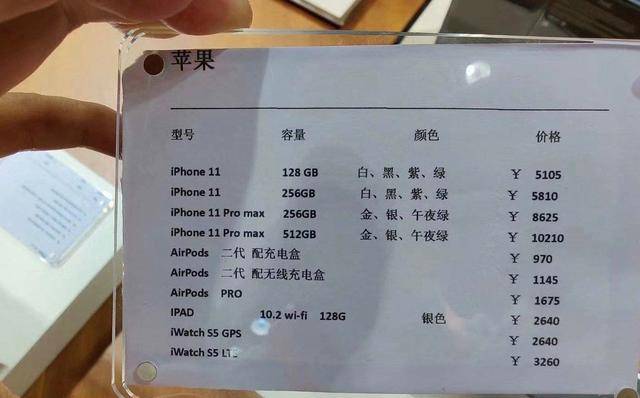 苹果
型号 容量 颜色 价格
iPhone 11 128 GB 白、黑、紫、绿 ¥ 5105
iPhone 11 256GB 白、黑、紫、绿 ¥ 5810
iPhone 11 Pro max 256GB 金、银、午夜绿 ¥ 8625
iPhone 11 Pro max 512GB 金、银、午夜绿 ¥ 10210
AirPods 二代 配充电盒 ¥ 970
AirPods 二代 配无线充电盒 ¥ 1145
AirPods PRO ¥ 1675
IPAD 10.2 wi-fi 128G 银色 ¥ 2640
iWatch S5 GPS ¥ 2640
iWatch S5 LTE ¥ 3260